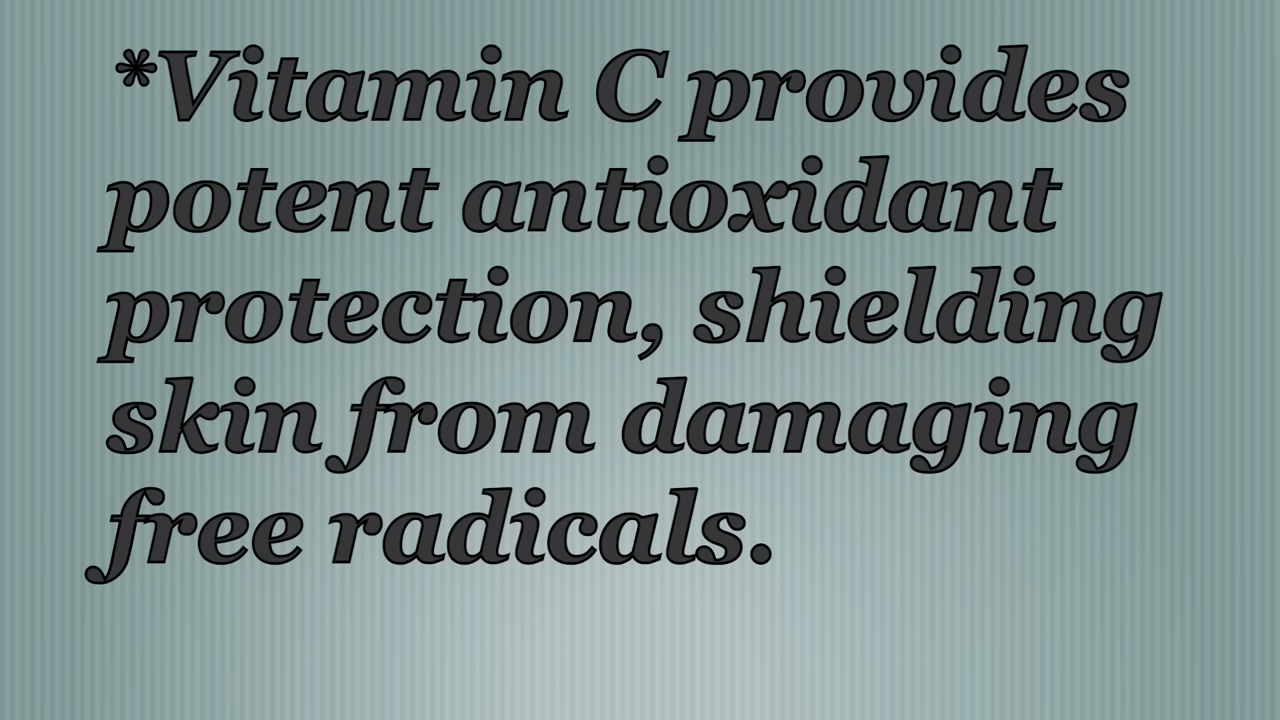 *Vitamin C provides
potent antioxidant
protection, shielding
skin from damaging
free radicals.